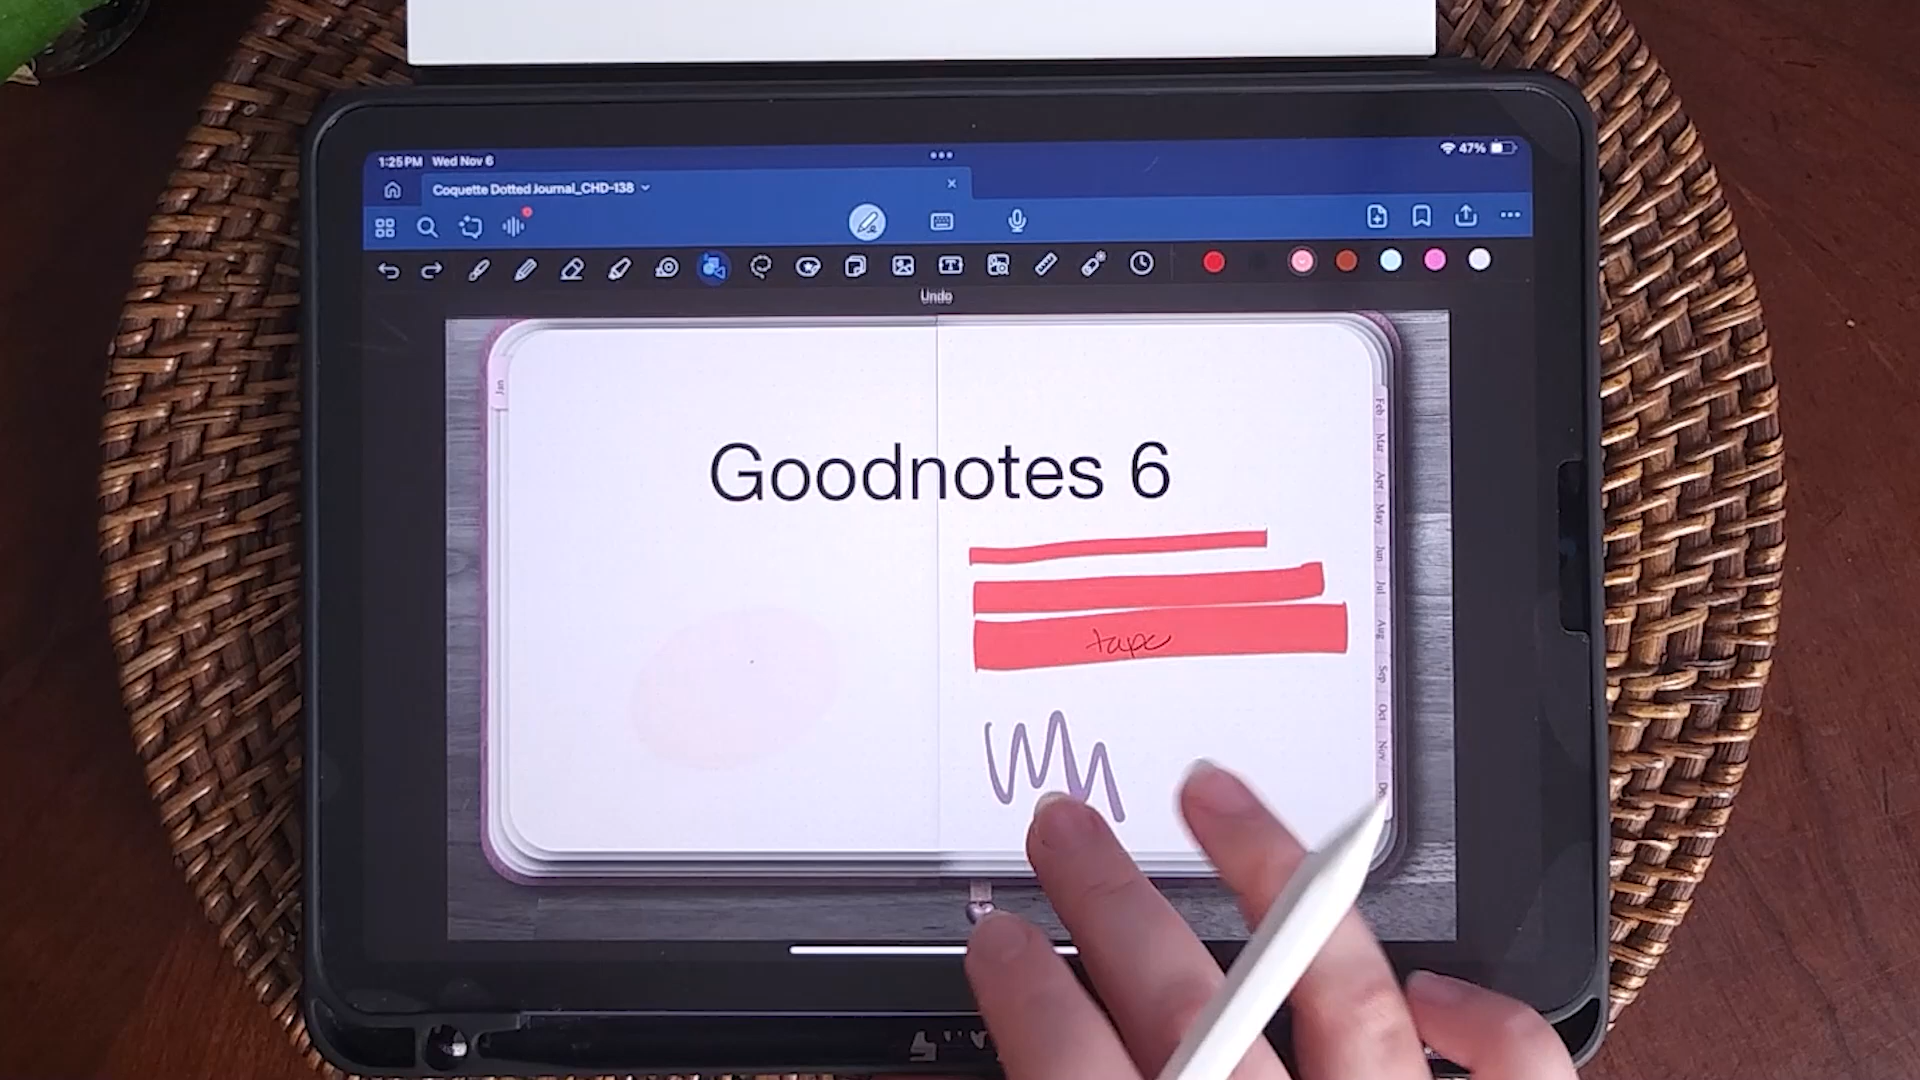 1:25 PM Wed Nov 6
47%
Coquette Dotted Journal_CHD-138
Undo
Jan
Goodnotes 6
tape
Feb
Mar
Apr
May
Jun
Jul
Aug
Sep
Oct
Nov